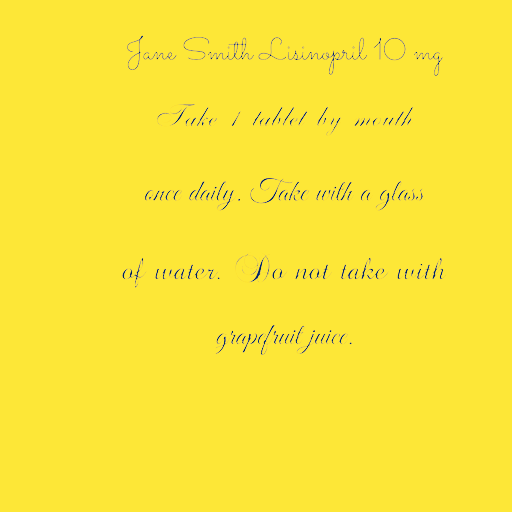 Jane Smith Lisinopril 10 mg
Take 1 tablet by mouth
once daily. Take with a glass
of water. Do not take with
grapefruit juice.